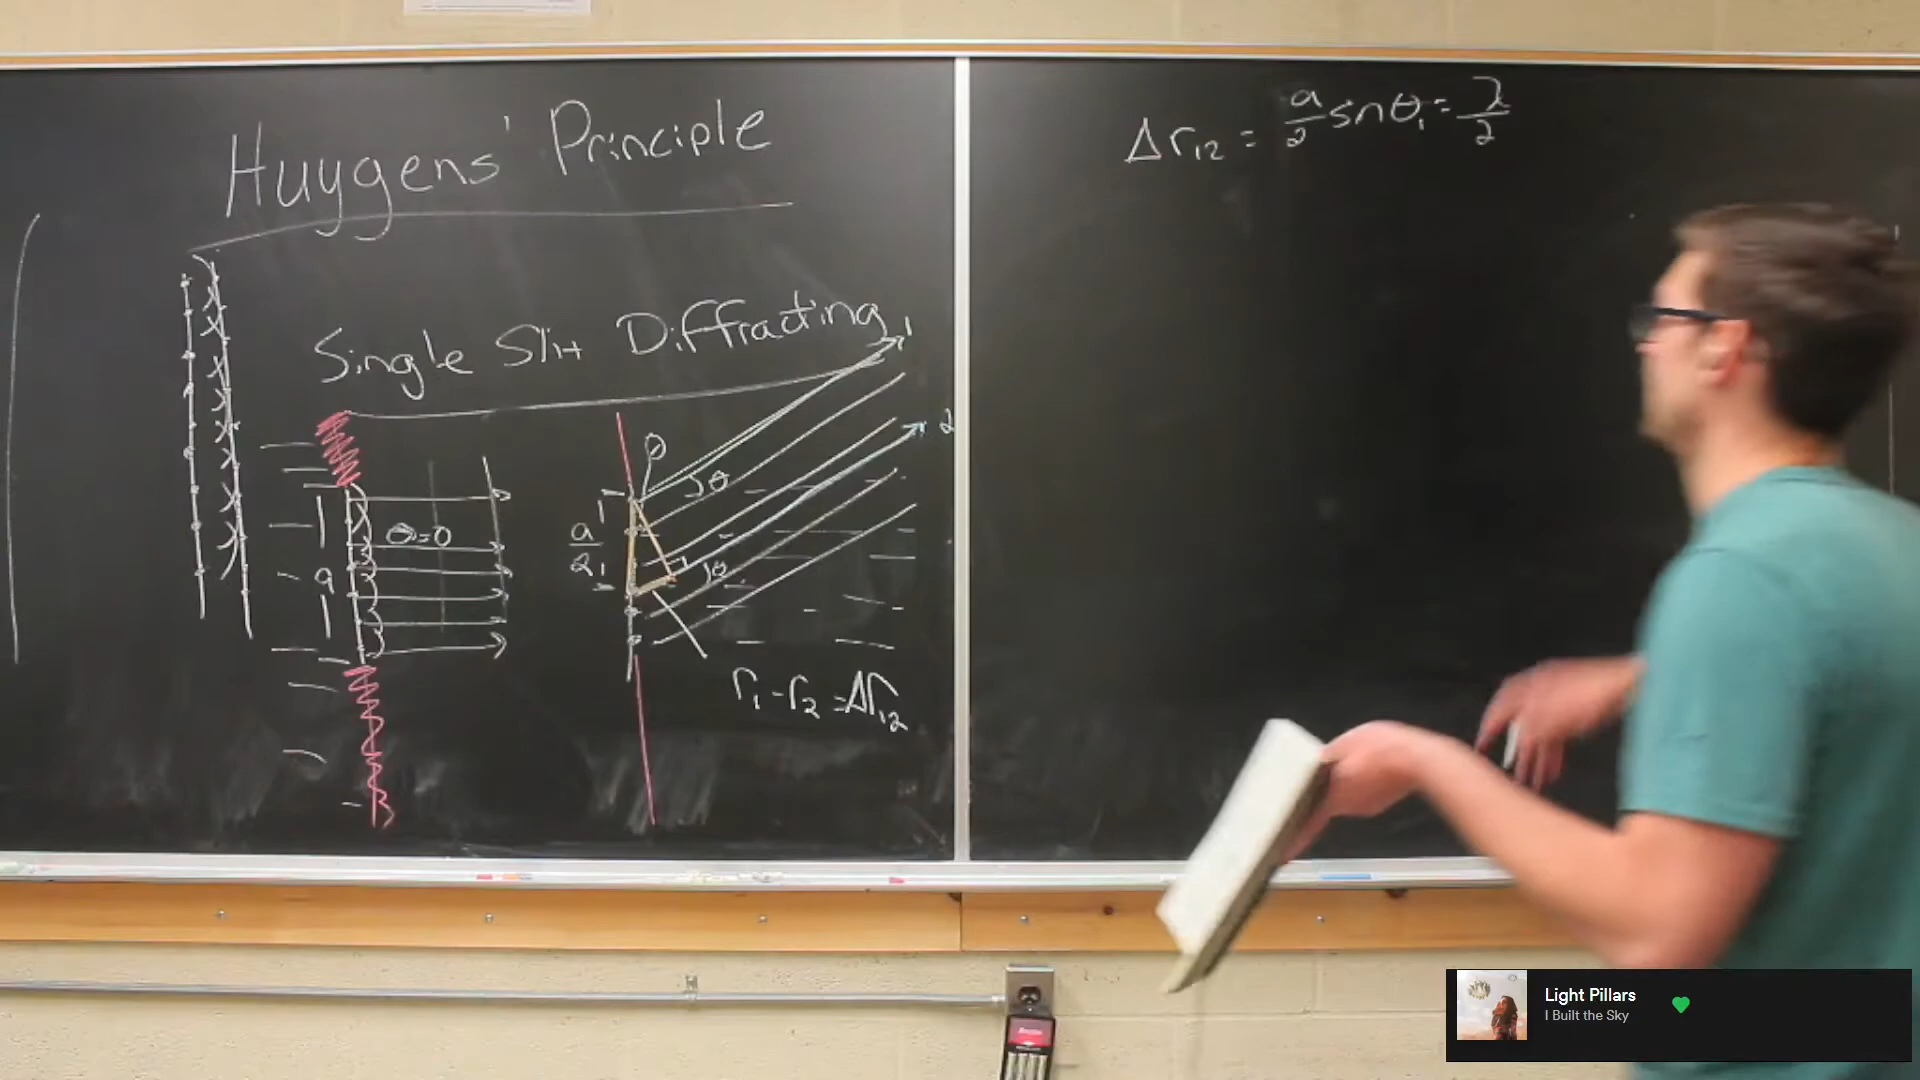 Huygens' Principle
Single Slit Diffracting
1
2
θ
θ
θ
θ=0
a
a
2
r₁ - r₂ = Δr₁₂
Δr₁₂ = a/2 sinθ₁ = λ/2
Light Pillars
I Built the Sky